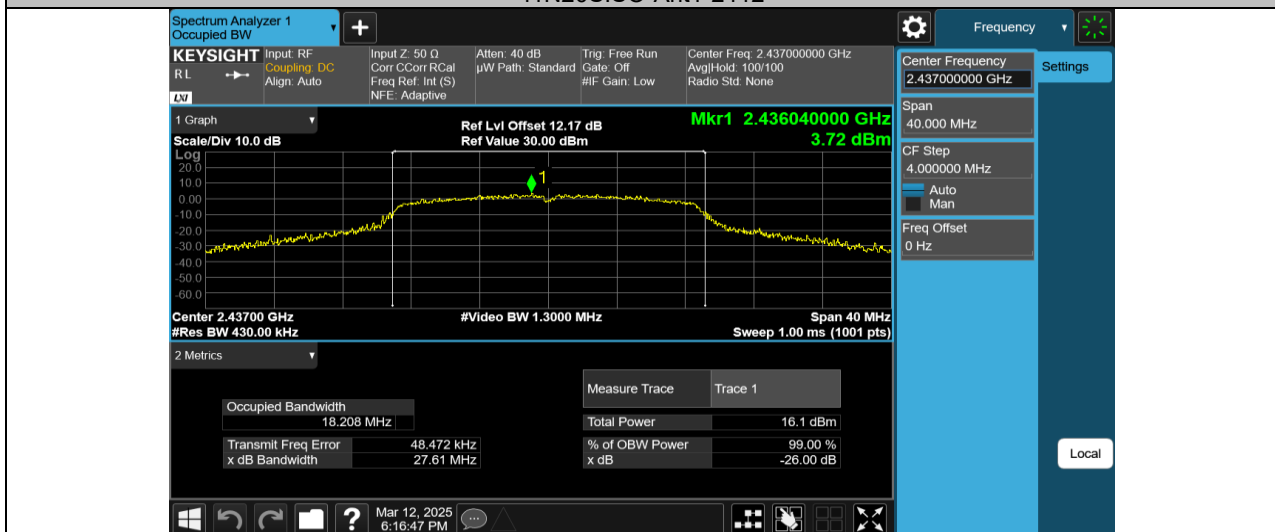 Spectrum Analyzer 1
Occupied BW
Frequency
KEYSIGHT
R L
LXI
Input: RF
Coupling: DC
Align: Auto
Input Z: 50 Ω
Corr CCorr RCal
Freq Ref: Int (S)
NFE: Adaptive
Atten: 40 dB
µW Path: Standard
Trig: Free Run
Gate: Off
#IF Gain: Low
Center Freq: 2.437000000 GHz
Avg|Hold: 100/100
Radio Std: None
Center Frequency
2.437000000 GHz
Settings
Span
40.000 MHz
CF Step
4.000000 MHz
Auto
Man
Freq Offset
0 Hz
Local
1 Graph
Scale/Div 10.0 dB
Ref Lvl Offset 12.17 dB
Ref Value 30.00 dBm
Mkr1 2.436040000 GHz
3.72 dBm
Log
20.0
10.0
0.00
-10.0
-20.0
-30.0
-40.0
-50.0
-60.0
1
Center 2.43700 GHz
#Res BW 430.00 kHz
#Video BW 1.3000 MHz
Span 40 MHz
Sweep 1.00 ms (1001 pts)
2 Metrics
Measure Trace
Trace 1
Occupied Bandwidth
18.208 MHz
Total Power
16.1 dBm
Transmit Freq Error
48.472 kHz
% of OBW Power
99.00 %
x dB Bandwidth
27.61 MHz
x dB
-26.00 dB
Mar 12, 2025
6:16:47 PM